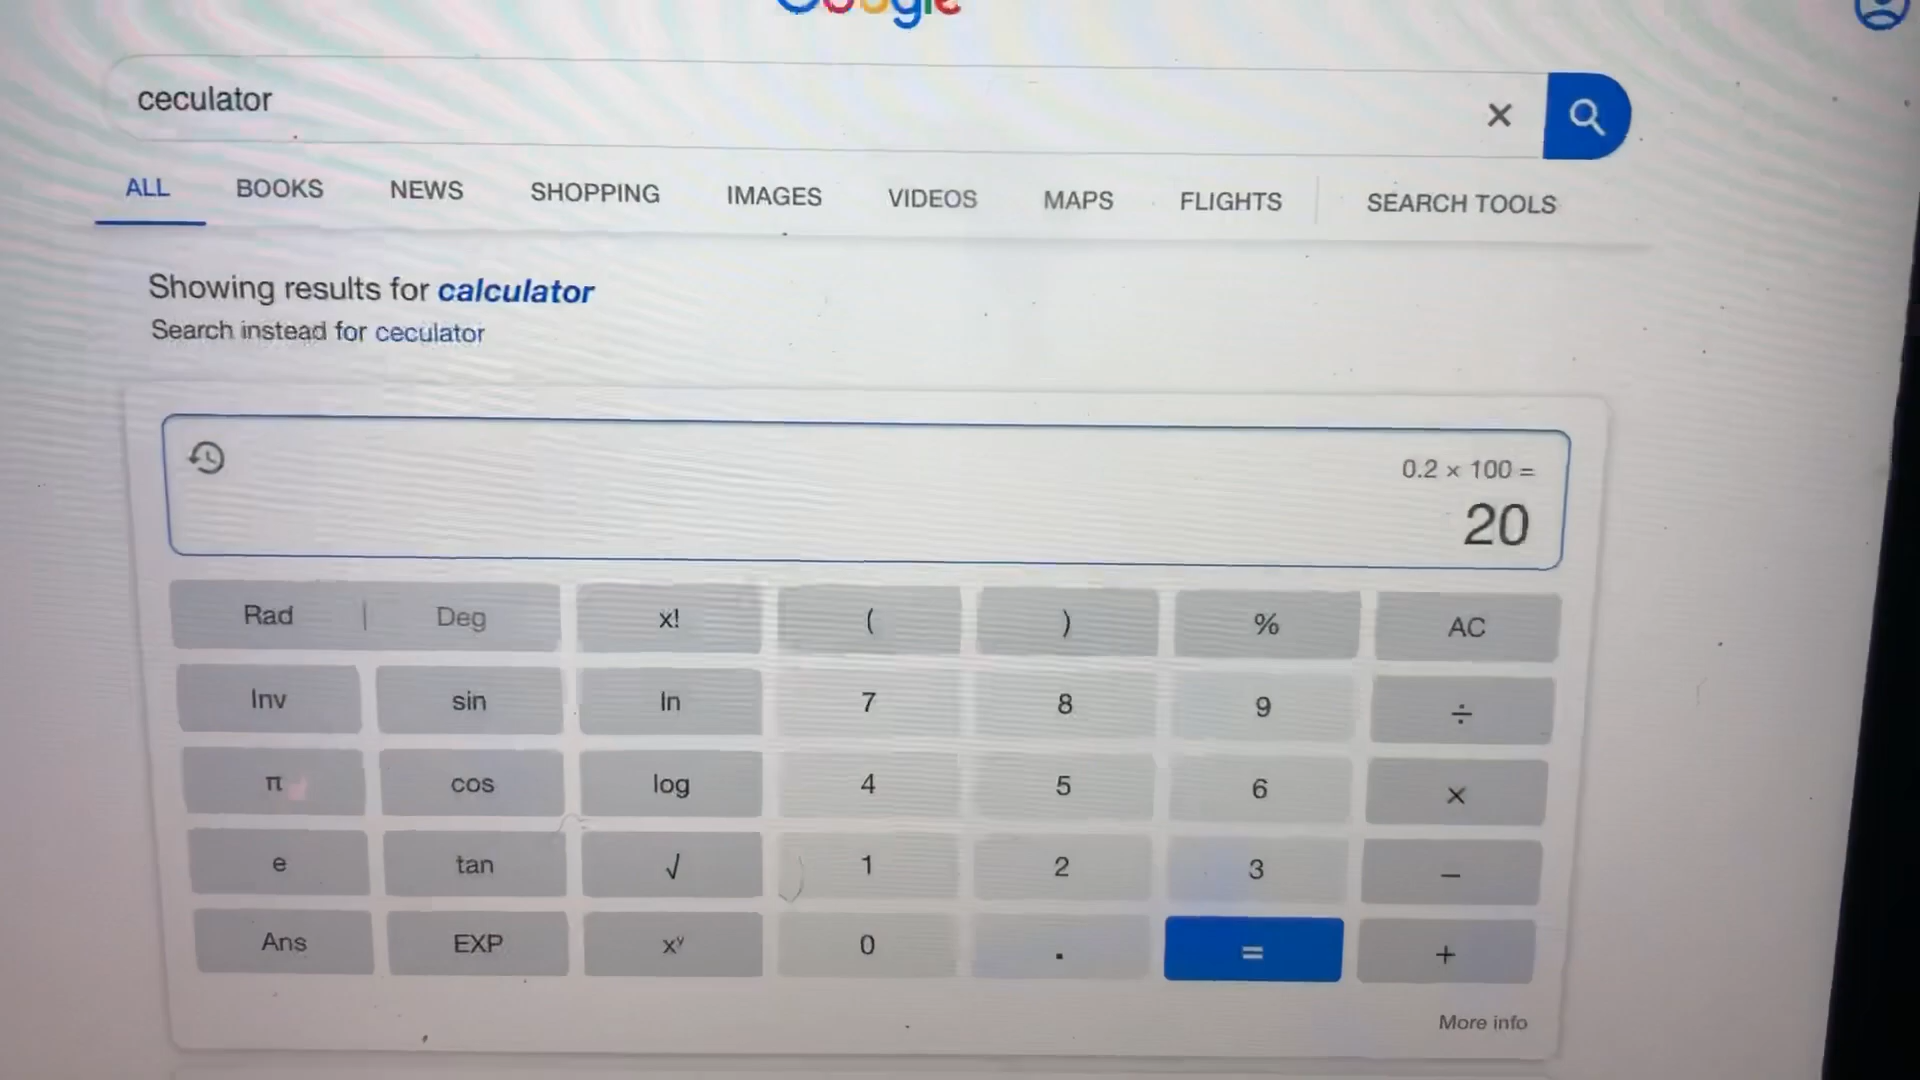 Google
ceculator
ALL BOOKS NEWS SHOPPING IMAGES VIDEOS MAPS FLIGHTS SEARCH TOOLS
Showing results for calculator
Search instead for ceculator
0.2 × 100 =
20
Rad | Deg x! ( ) % AC
Inv sin ln 7 8 9 ÷
π cos log 4 5 6 ×
e tan √ 1 2 3 −
Ans EXP xʸ 0 . = +
More info